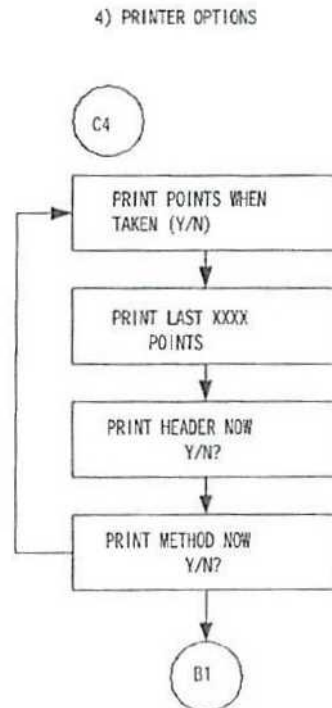 4) PRINTER OPTIONS
C4
PRINT POINTS WHEN
TAKEN (Y/N)
PRINT LAST XXXX
POINTS
PRINT HEADER NOW
Y/N?
PRINT METHOD NOW
Y/N?
B1